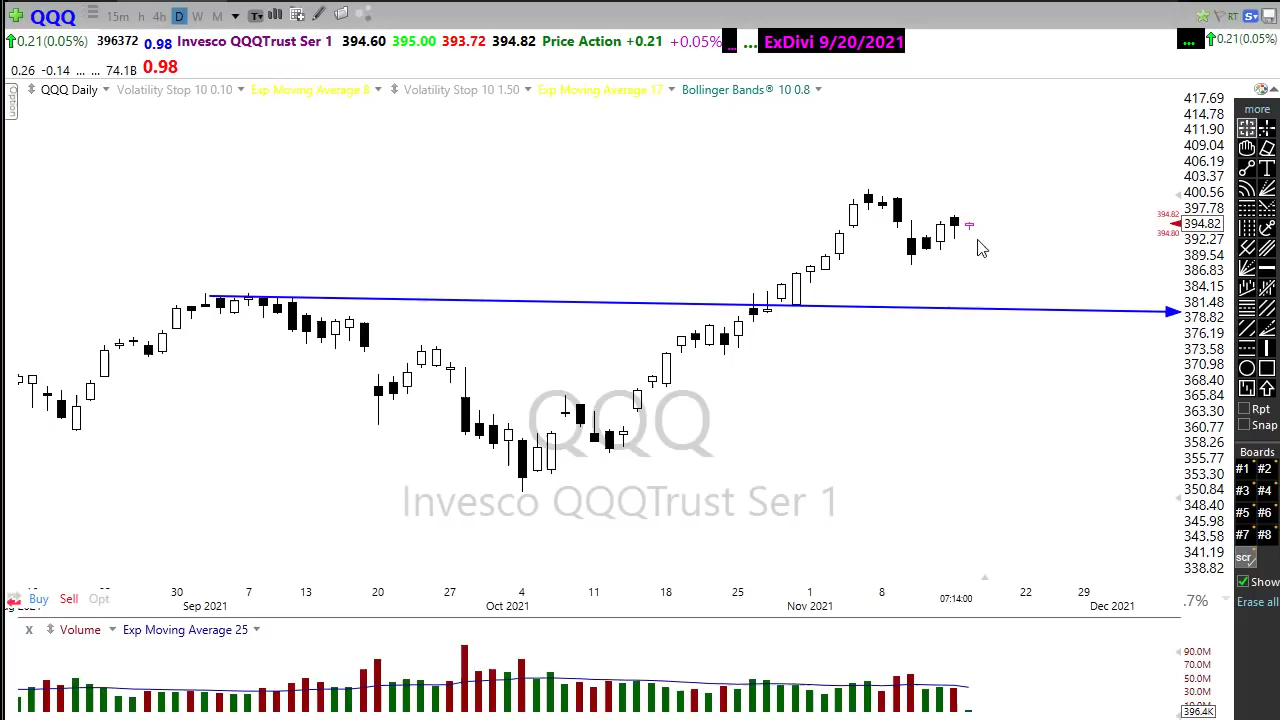 QQQ 15m h 4h D W M T RT S
0.21(0.05%) 396372 0.98 Invesco QQQTrust Ser 1 394.60 395.00 393.72 394.82 Price Action +0.21 +0.05% ... ... ExDivi 9/20/2021 ... 0.21(0.05%)
0.26 -0.14 ... ... 74.1B 0.98
Option
QQQ Daily Volatility Stop 10 0.10 Exp Moving Average 8 Volatility Stop 10 1.50 Exp Moving Average 17 Bollinger Bands® 10 0.8
417.69
414.78
411.90
409.04
406.19
403.37
400.56
397.78
394.82
394.82
394.80
392.27
389.54
386.83
384.15
381.48
378.82
376.19
373.58
370.98
368.40
365.84
363.30
360.77
358.26
355.77
353.30
350.84
348.40
345.98
343.58
341.19
338.82
more
Rpt
Snap
Boards
#1 #2
#3 #4
#5 #6
#7 #8
scr
Show
Erase all
QQQ
Invesco QQQTrust Ser 1
30 7 13 20 27 4 11 18 25 1 8 07:14:00 22 29
Buy Sell Opt
Sep 2021 Oct 2021 Nov 2021 Dec 2021
.7%
X Volume Exp Moving Average 25
90.0M
70.0M
50.0M
30.0M
396.4K